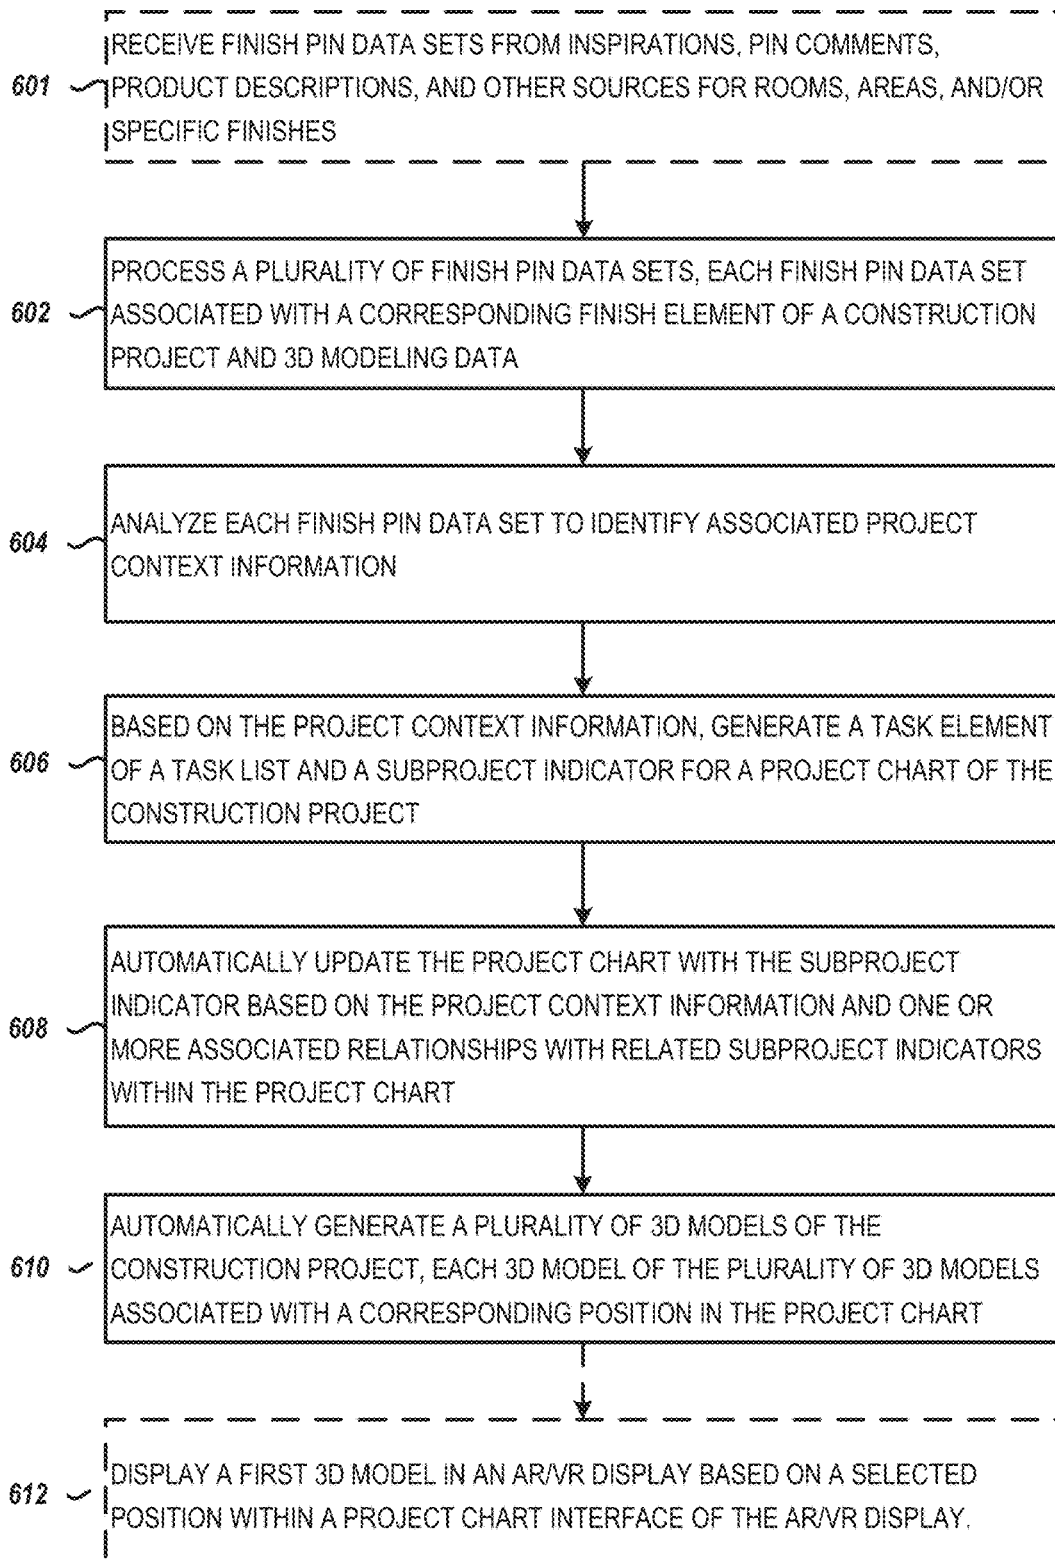 RECEIVE FINISH PIN DATA SETS FROM INSPIRATIONS, PIN COMMENTS,
601 PRODUCT DESCRIPTIONS, AND OTHER SOURCES FOR ROOMS, AREAS, AND/OR
SPECIFIC FINISHES
PROCESS A PLURALITY OF FINISH PIN DATA SETS, EACH FINISH PIN DATA SET
602 ASSOCIATED WITH A CORRESPONDING FINISH ELEMENT OF A CONSTRUCTION
PROJECT AND 3D MODELING DATA
604
ANALYZE EACH FINISH PIN DATA SET TO IDENTIFY ASSOCIATED PROJECT
CONTEXT INFORMATION
BASED ON THE PROJECT CONTEXT INFORMATION, GENERATE A TASK ELEMENT
606 OF A TASK LIST AND A SUBPROJECT INDICATOR FOR A PROJECT CHART OF THE
CONSTRUCTION PROJECT
608
AUTOMATICALLY UPDATE THE PROJECT CHART WITH THE SUBPROJECT
INDICATOR BASED ON THE PROJECT CONTEXT INFORMATION AND ONE OR
MORE ASSOCIATED RELATIONSHIPS WITH RELATED SUBPROJECT INDICATORS
WITHIN THE PROJECT CHART
AUTOMATICALLY GENERATE A PLURALITY OF 3D MODELS OF THE
610 CONSTRUCTION PROJECT, EACH 3D MODEL OF THE PLURALITY OF 3D MODELS
ASSOCIATED WITH A CORRESPONDING POSITION IN THE PROJECT CHART
612
DISPLAY A FIRST 3D MODEL IN AN AR/VR DISPLAY BASED ON A SELECTED
POSITION WITHIN A PROJECT CHART INTERFACE OF THE AR/VR DISPLAY.